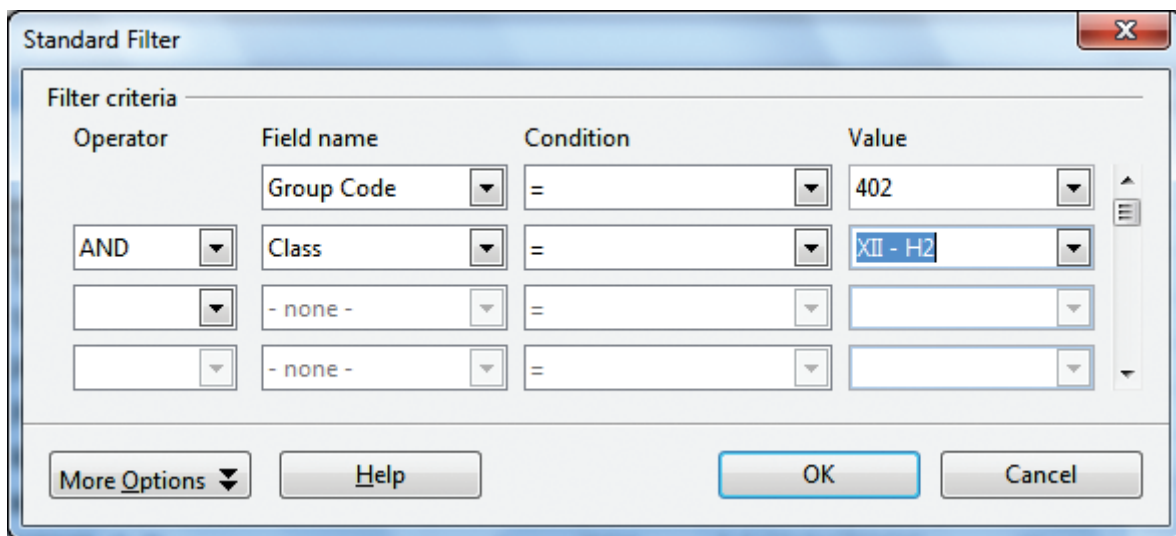 Standard Filter
Filter criteria
Operator Field name Condition Value
Group Code = 402
AND Class = XII - H2
- none - =
- none - =
More Options Help OK Cancel